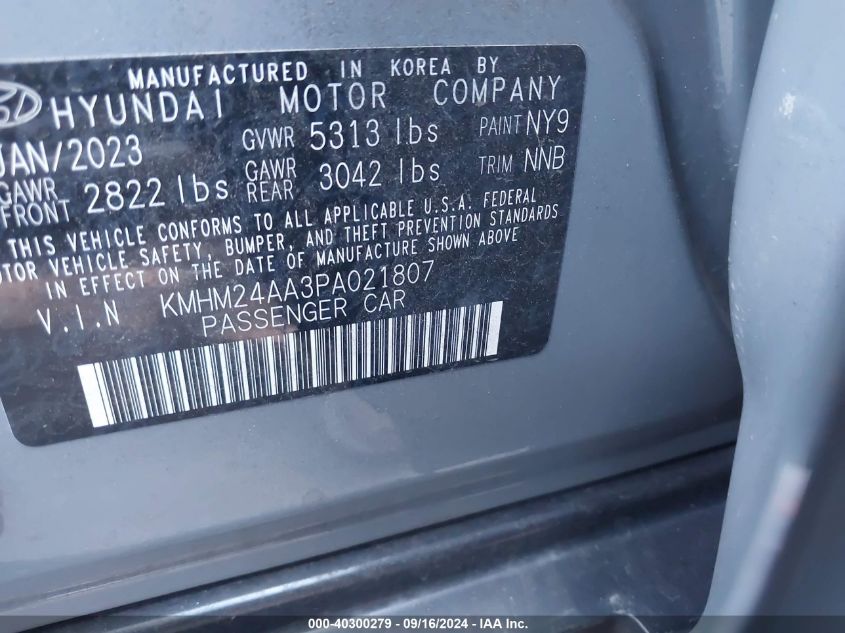 MANUFACTURED IN KOREA BY
HYUNDAI MOTOR COMPANY
JAN/2023 GVWR 5313 lbs PAINT NY9
GAWR FRONT 2822 lbs GAWR REAR 3042 lbs TRIM NNB
THIS VEHICLE CONFORMS TO ALL APPLICABLE U.S.A. FEDERAL
MOTOR VEHICLE SAFETY, BUMPER, AND THEFT PREVENTION STANDARDS
IN EFFECT ON THE DATE OF MANUFACTURE SHOWN ABOVE
V.I.N KMHM24AA3PA021807
PASSENGER CAR
000-40300279 - 09/16/2024 - IAA Inc.